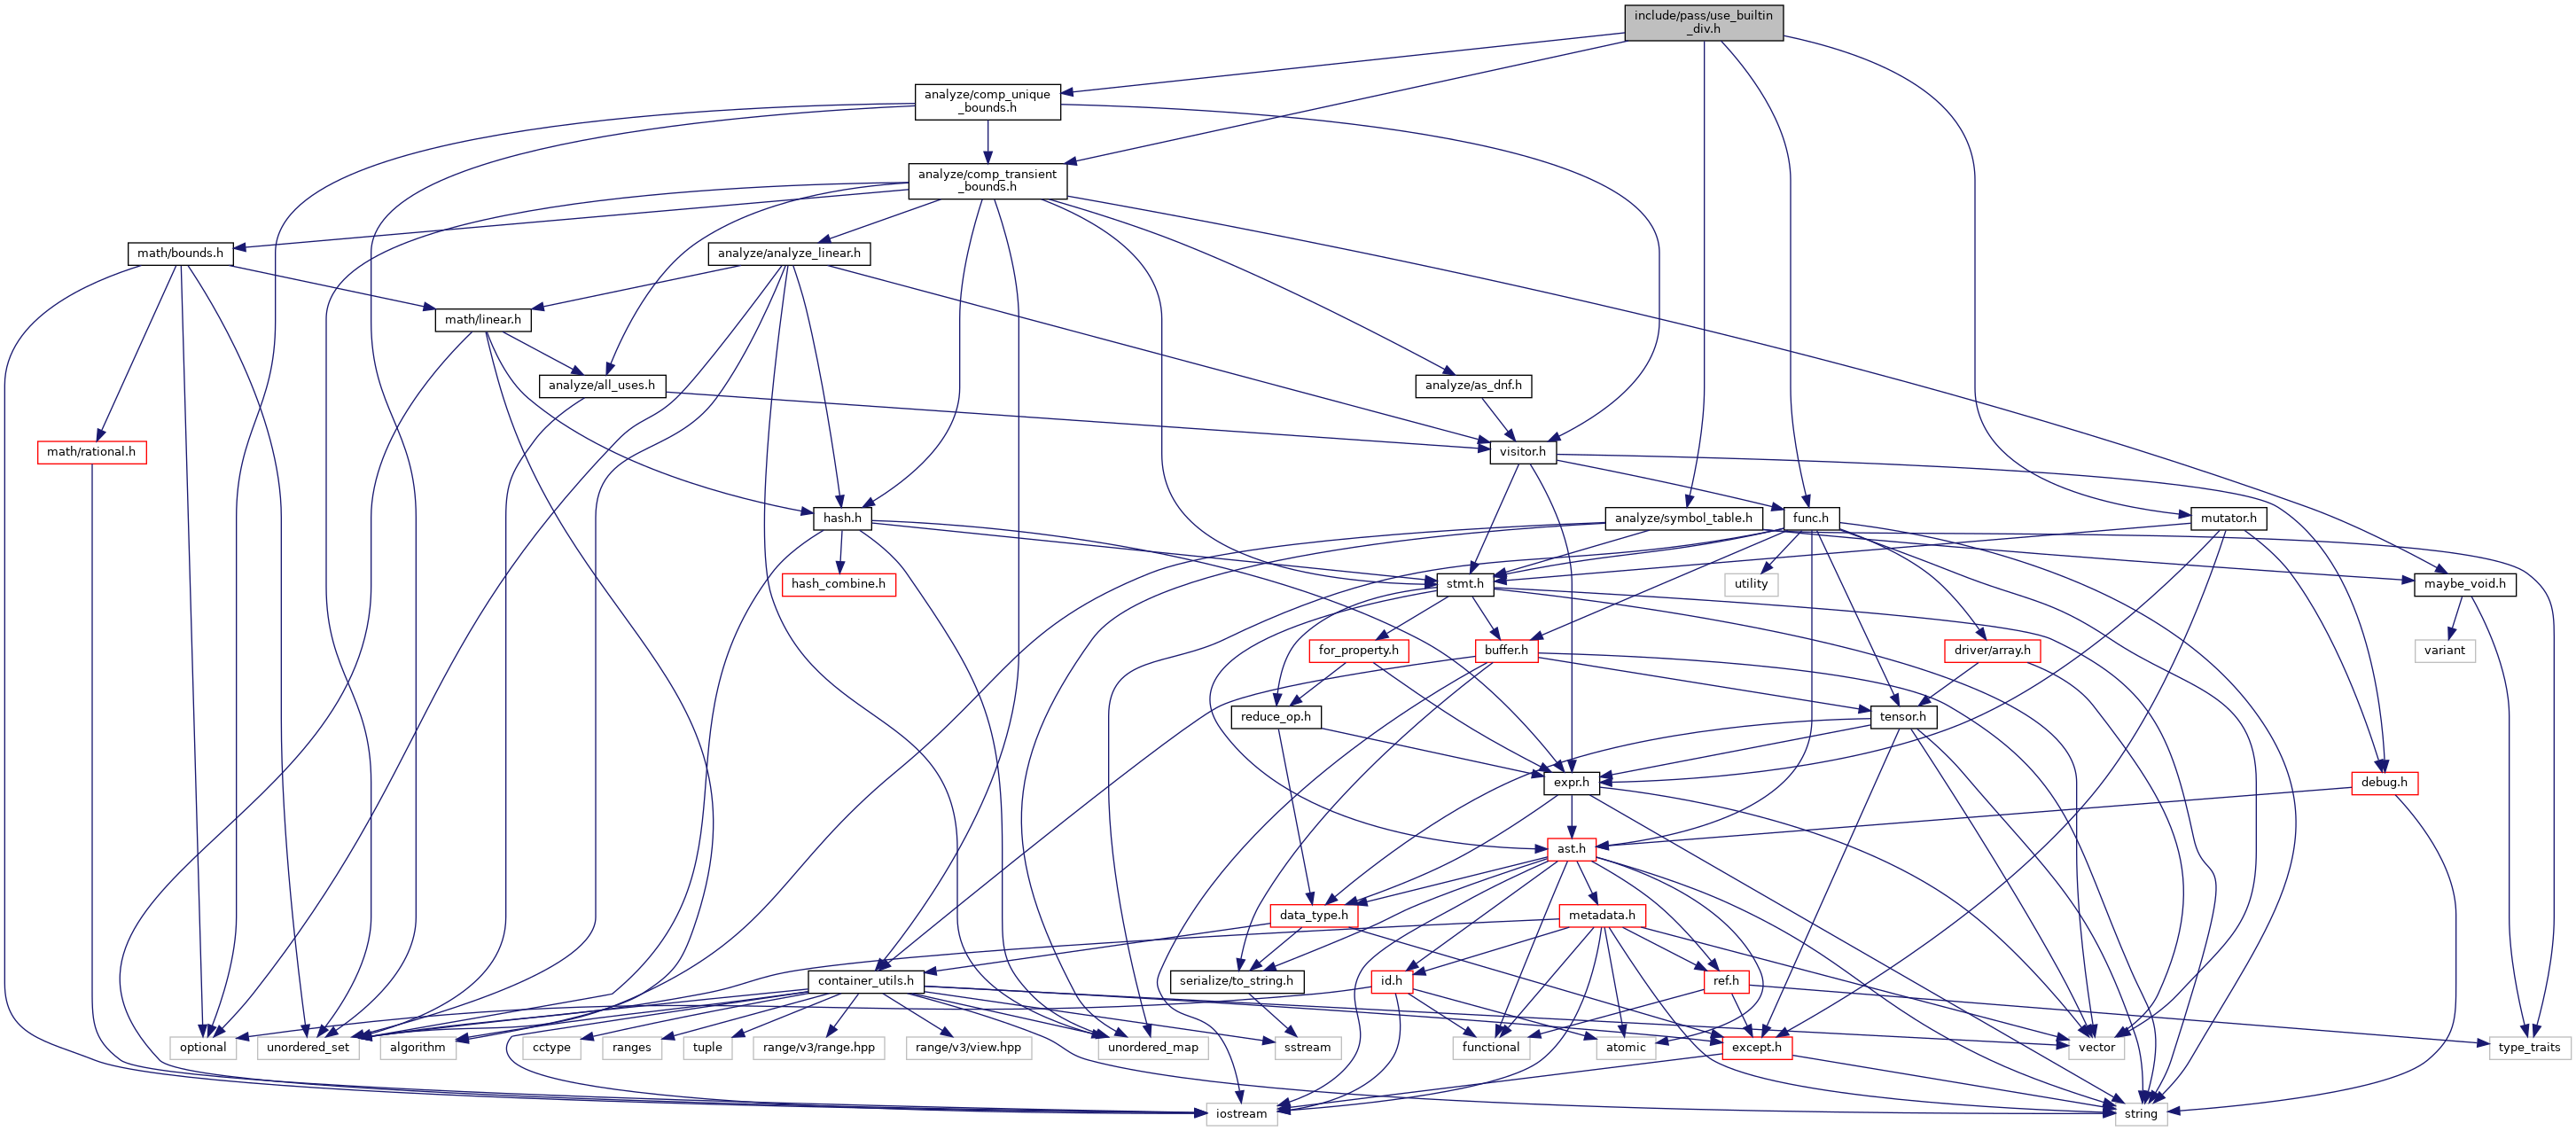 include/pass/use_builtin
_div.h
analyze/comp_unique
_bounds.h
analyze/comp_transient
_bounds.h
math/bounds.h
analyze/analyze_linear.h
math/linear.h
analyze/all_uses.h
analyze/as_dnf.h
math/rational.h
visitor.h
hash.h
analyze/symbol_table.h
func.h
mutator.h
hash_combine.h
stmt.h
utility
maybe_void.h
for_property.h
buffer.h
driver/array.h
variant
reduce_op.h
tensor.h
expr.h
debug.h
ast.h
data_type.h
metadata.h
container_utils.h
serialize/to_string.h
id.h
ref.h
optional
unordered_set
algorithm
cctype
ranges
tuple
range/v3/range.hpp
range/v3/view.hpp
unordered_map
sstream
functional
atomic
except.h
vector
type_traits
iostream
string